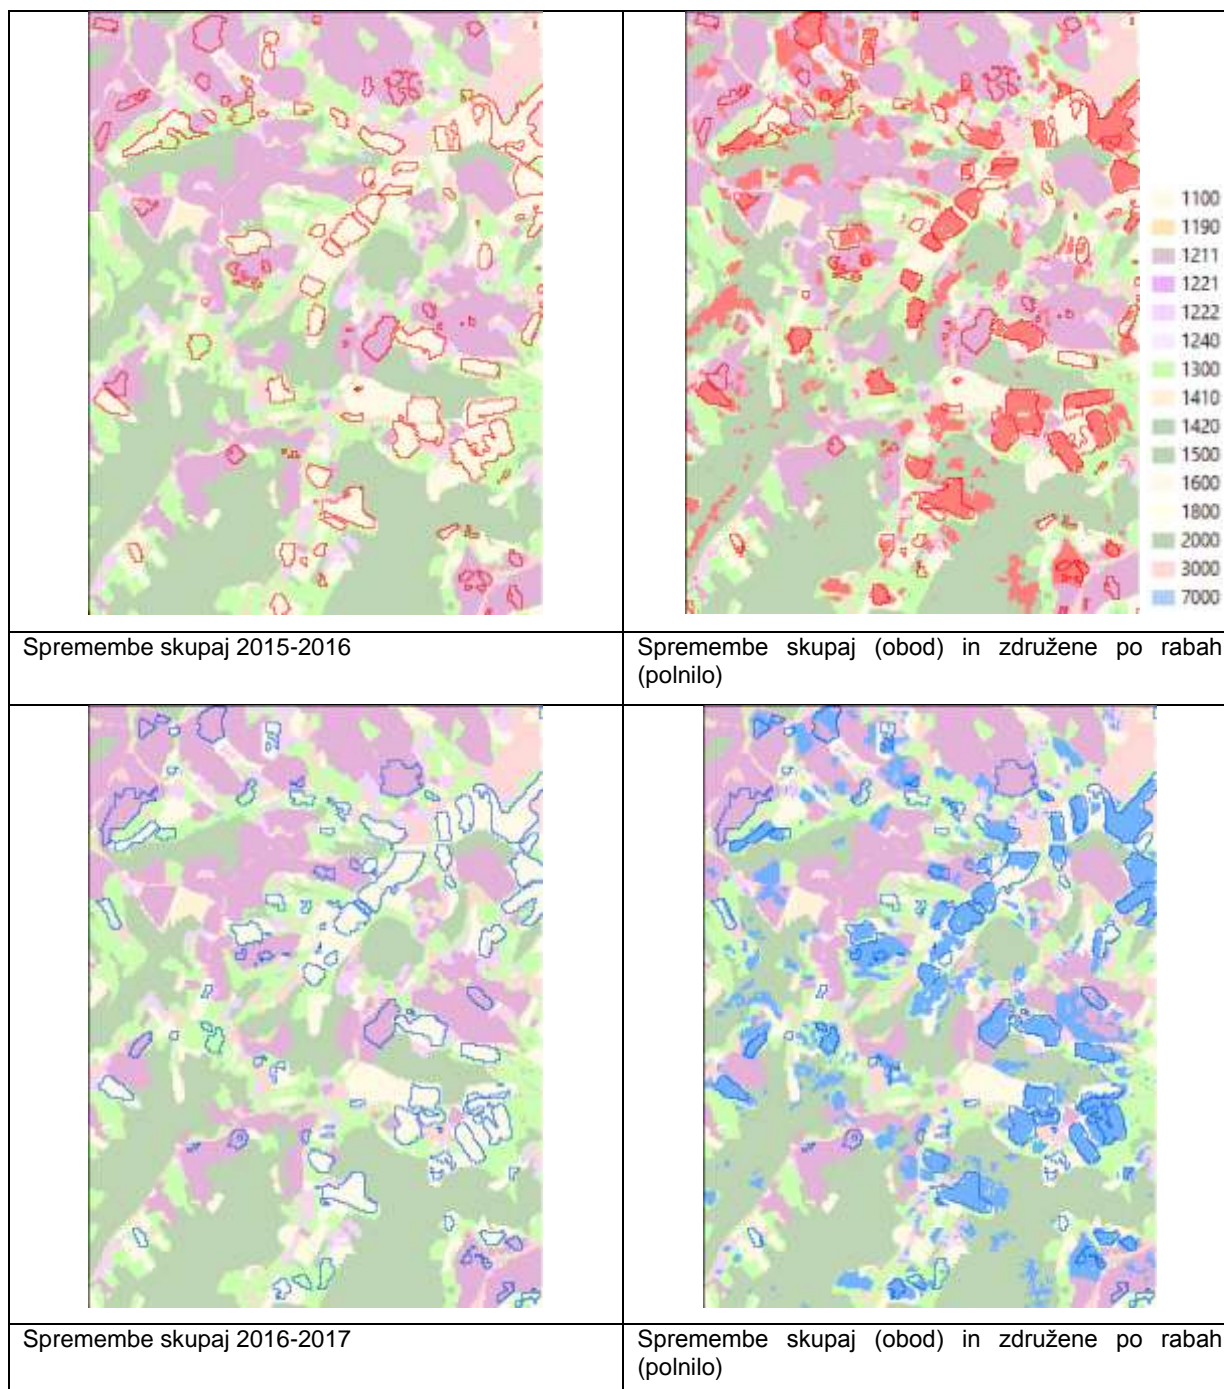 1100
1190
1211
1221
1222
1240
1300
1410
1420
1500
1600
1800
2000
3000
7000
Spremembe skupaj 2015-2016
Spremembe skupaj (obod) in združene po rabah
(polnilo)
Spremembe skupaj 2016-2017
Spremembe skupaj (obod) in združene po rabah
(polnilo)